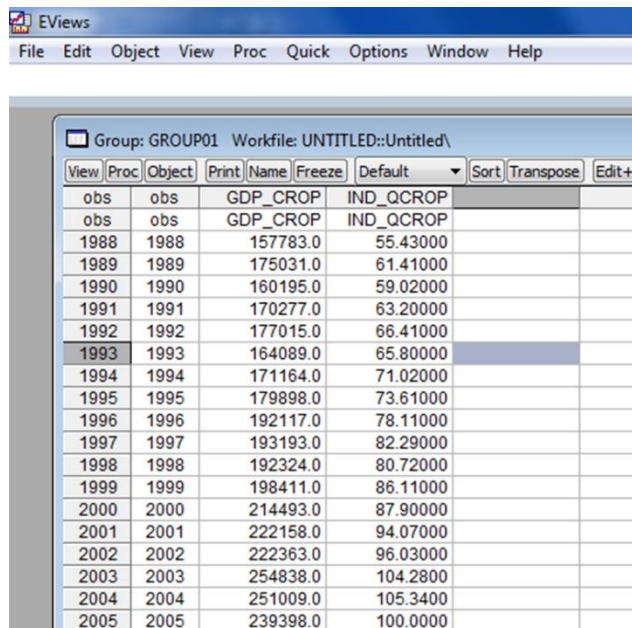 EViews
File Edit Object View Proc Quick Options Window Help
Group: GROUP01 Workfile: UNTITLED::Untitled\
View Proc Object Print Name Freeze Default Sort Transpose Edit+
obs obs GDP_CROP IND_QCROP
obs obs GDP_CROP IND_QCROP
1988 1988 157783.0 55.43000
1989 1989 175031.0 61.41000
1990 1990 160195.0 59.02000
1991 1991 170277.0 63.20000
1992 1992 177015.0 66.41000
1993 1993 164089.0 65.80000
1994 1994 171164.0 71.02000
1995 1995 179898.0 73.61000
1996 1996 192117.0 78.11000
1997 1997 193193.0 82.29000
1998 1998 192324.0 80.72000
1999 1999 198411.0 86.11000
2000 2000 214493.0 87.90000
2001 2001 222158.0 94.07000
2002 2002 222363.0 96.03000
2003 2003 254838.0 104.2800
2004 2004 251009.0 105.3400
2005 2005 239398.0 100.0000